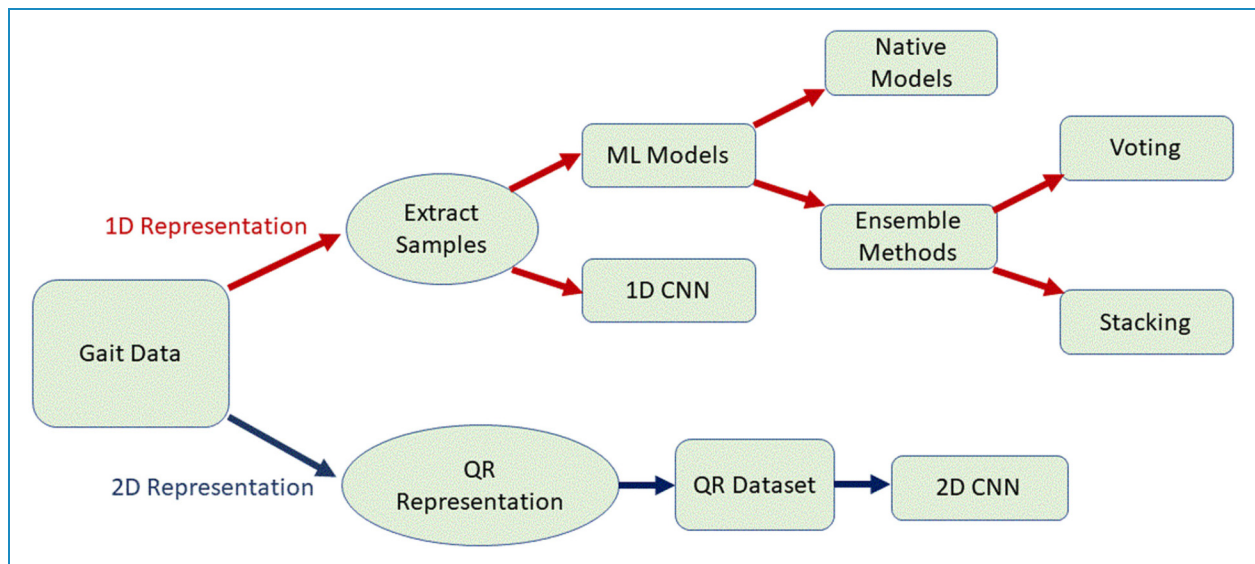 Native
Models
ML Models
Voting
1D Representation
Extract
Samples
Ensemble
Methods
1D CNN
Stacking
Gait Data
2D Representation
QR
Representation
QR Dataset
2D CNN